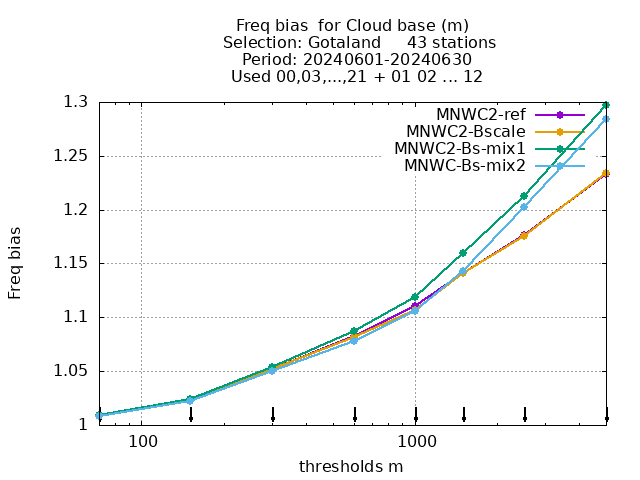 Freq bias  for Cloud base (m)
Selection: Gotaland     43 stations
Period: 20240601-20240630
Used 00,03,...,21 + 01 02 ... 12
MNWC2-ref
MNWC2-Bscale
MNWC2-Bs-mix1
MNWC-Bs-mix2
1.3
1.25
1.2
1.15
1.1
1.05
1
Freq bias
100
1000
thresholds m